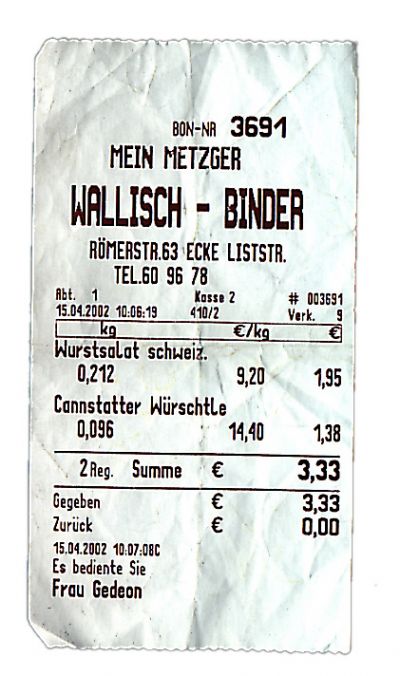 BON-NR 3691
MEIN METZGER
WALLISCH - BINDER
RÖMERSTR.63 ECKE LISTSTR.
TEL.60 96 78
Abt. 1 Kasse 2 # 003691
15.04.2002 10:06:19 410/2 Verk. 9
kg €/kg €
Wurstsalat schweiz.
0,212 9,20 1,95
Cannstatter Würschtle
0,096 14,40 1,38
2 Reg. Summe € 3,33
Gegeben € 3,33
Zurück € 0,00
15.04.2002 10:07:08C
Es bediente Sie
Frau Gedeon